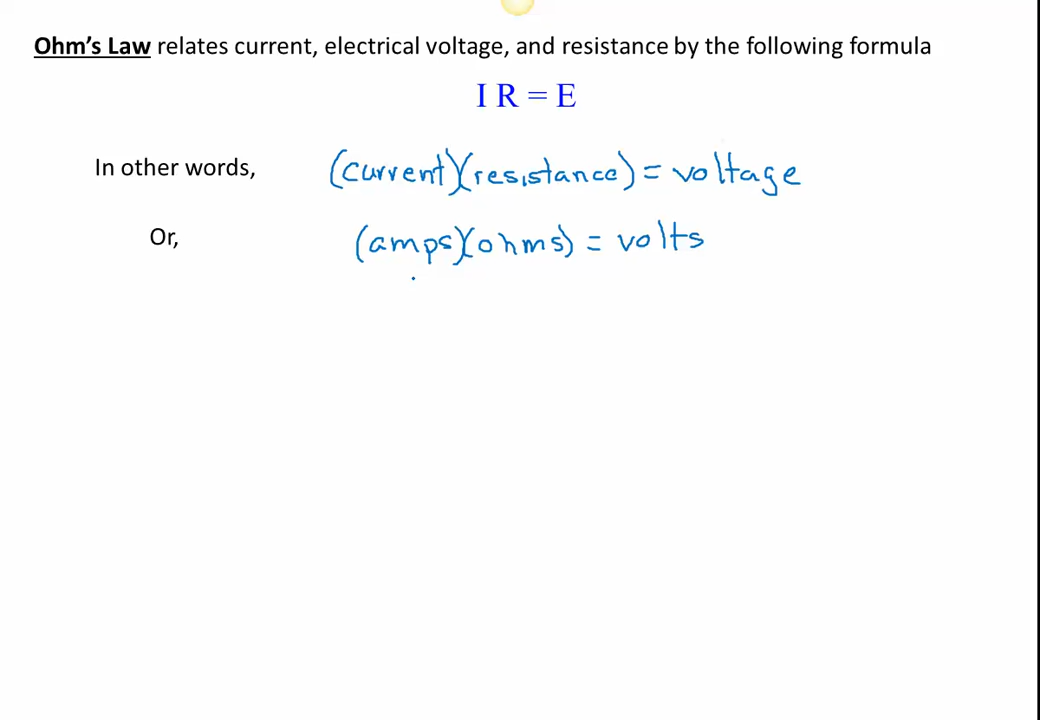 Ohm's Law relates current, electrical voltage, and resistance by the following formula
I R = E
In other words, (current)(resistance) = voltage
Or, (amps)(ohms) = volts